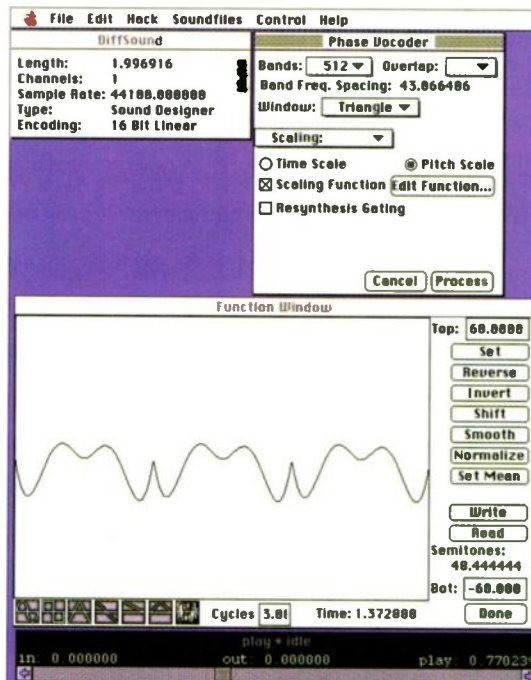 File Edit Hack Soundfiles Control Help
DiffSound
Length: 1.996916
Channels: 1
Sample Rate: 44100.000000
Type: Sound Designer
Encoding: 16 Bit Linear
Phase Vocoder
Bands: 512 Overlap:
Band Freq. Spacing: 43.066406
Window: Triangle
Scaling:
Time Scale Pitch Scale
Scaling Function Edit Function...
Resynthesis Gating
Cancel Process
Function Window
Top: 60.0000
Set
Reverse
Invert
Shift
Smooth
Normalize
Set Mean
Write
Read
Semitones:
48.444444
Bot: -60.000
Cycles Time: 1.372000 Done
play • idle
in: 0.000000 out: 0.000000 play: 0.770239